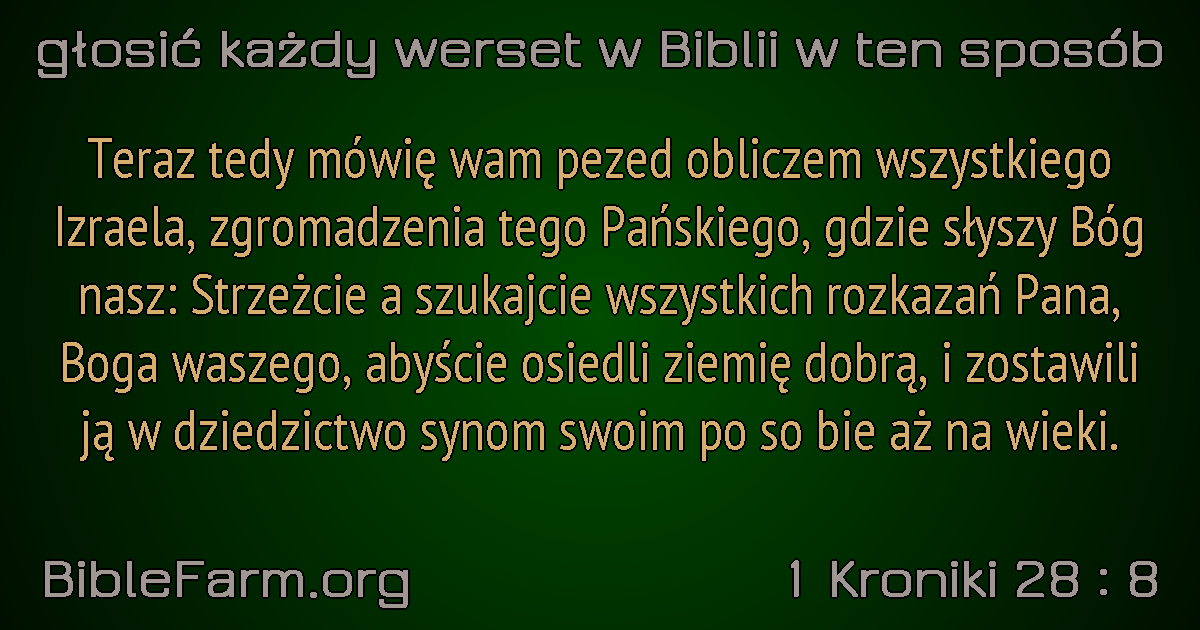 głosić każdy werset w Biblii w ten sposób
Teraz tedy mówię wam pezed obliczem wszystkiego
Izraela, zgromadzenia tego Pańskiego, gdzie słyszy Bóg
nasz: Strzeżcie a szukajcie wszystkich rozkazań Pana,
Boga waszego, abyście osiedli ziemię dobrą, i zostawili
ją w dziedzictwo synom swoim po so bie aż na wieki.
BibleFarm.org
1 Kroniki 28 : 8